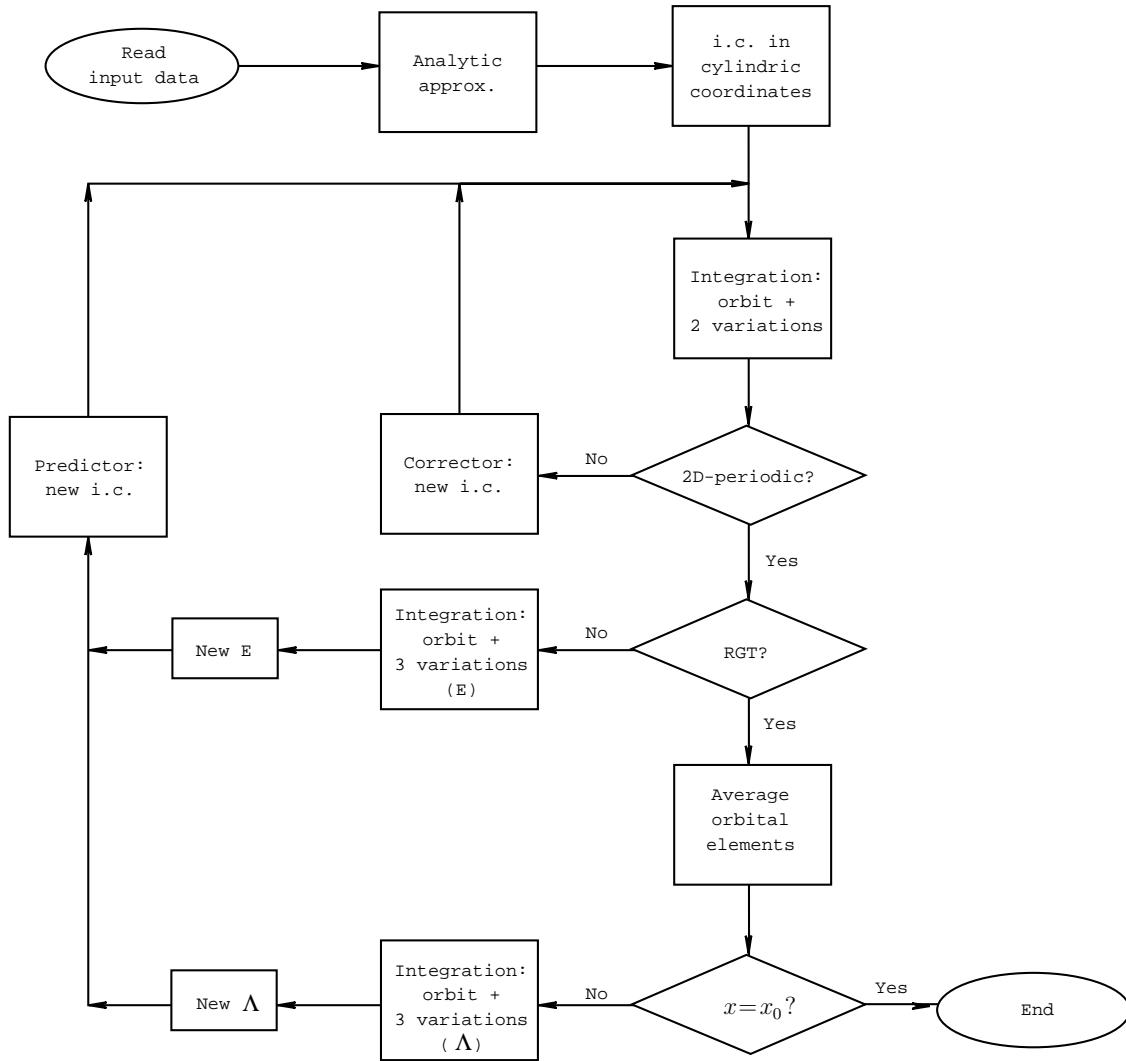 Read
input data
Analytic
approx.
i.c. in
cylindric
coordinates
Integration:
orbit +
2 variations
Predictor:
new i.c.
Corrector:
new i.c.
No
2D-periodic?
Yes
New E
Integration:
orbit +
3 variations
(E)
No
RGT?
Yes
Average
orbital
elements
New Λ
Integration:
orbit +
3 variations
(Λ)
No
x=x₀?
Yes
End